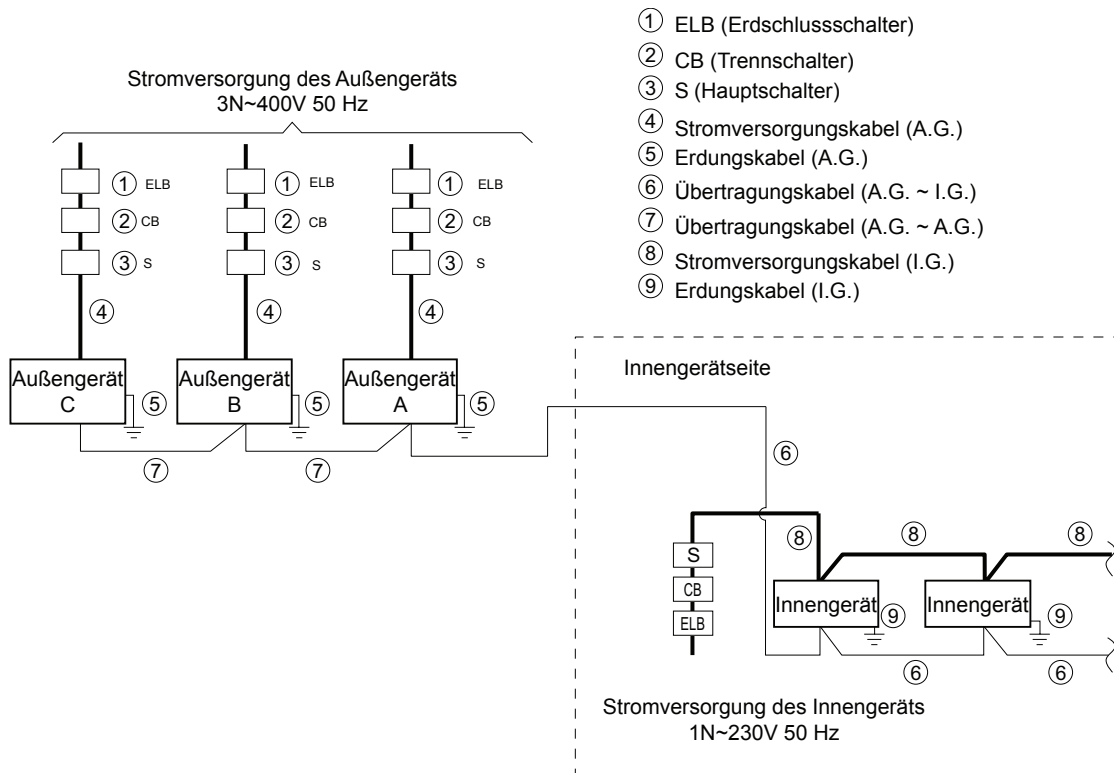 ① ELB (Erdschlussschalter)
② CB (Trennschalter)
③ S (Hauptschalter)
④ Stromversorgungskabel (A.G.)
⑤ Erdungskabel (A.G.)
⑥ Übertragungskabel (A.G. ~ I.G.)
⑦ Übertragungskabel (A.G. ~ A.G.)
⑧ Stromversorgungskabel (I.G.)
⑨ Erdungskabel (I.G.)
Stromversorgung des Außengeräts
3N~400V 50 Hz
① ELB ① ELB ① ELB
② CB ② CB ② CB
③ S ③ S ③ S
④ ④ ④
Außengerät
C
⑤
Außengerät
B
⑤
Außengerät
A
⑤
⑦ ⑦
Innengerätseite
⑥
⑧ ⑧ ⑧
S
CB
ELB
Innengerät ⑨ Innengerät ⑨
⑥ ⑥
Stromversorgung des Innengeräts
1N~230V 50 Hz